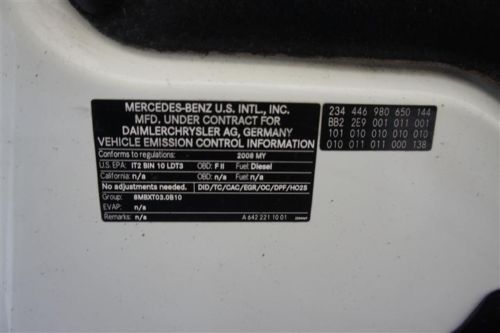 MERCEDES-BENZ U.S. INTL., INC.
MFD. UNDER CONTRACT FOR
DAIMLERCHRYSLER AG, GERMANY
VEHICLE EMISSION CONTROL INFORMATION
Conforms to regulations: 2008 MY
U.S. EPA: IT2 BIN 10 LDT3 OBD: F II Fuel: Diesel
California: n/a OBD: n/a Fuel: n/a
No adjustments needed. DID/TC/CAC/EGR/OC/DPF/HO2S
Group: 8MBXT03.0B10
EVAP: n/a
Remarks: n/a A 642 221 10 01
234 446 980 650 144
BB2 2E9 001 011 001
101 010 010 010 010
010 011 011 000 138